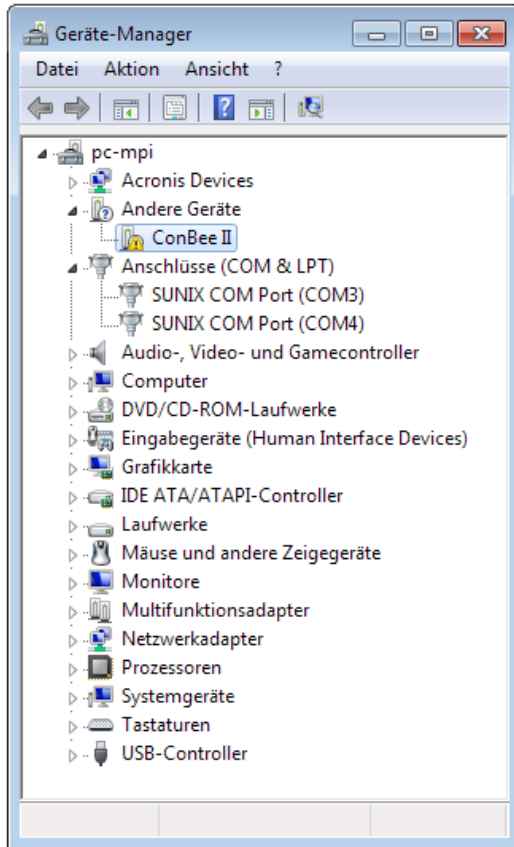 Geräte-Manager
Datei Aktion Ansicht ?
pc-mpi
Acronis Devices
Andere Geräte
ConBee II
Anschlüsse (COM & LPT)
SUNIX COM Port (COM3)
SUNIX COM Port (COM4)
Audio-, Video- und Gamecontroller
Computer
DVD/CD-ROM-Laufwerke
Eingabegeräte (Human Interface Devices)
Grafikkarte
IDE ATA/ATAPI-Controller
Laufwerke
Mäuse und andere Zeigegeräte
Monitore
Multifunktionsadapter
Netzwerkadapter
Prozessoren
Systemgeräte
Tastaturen
USB-Controller